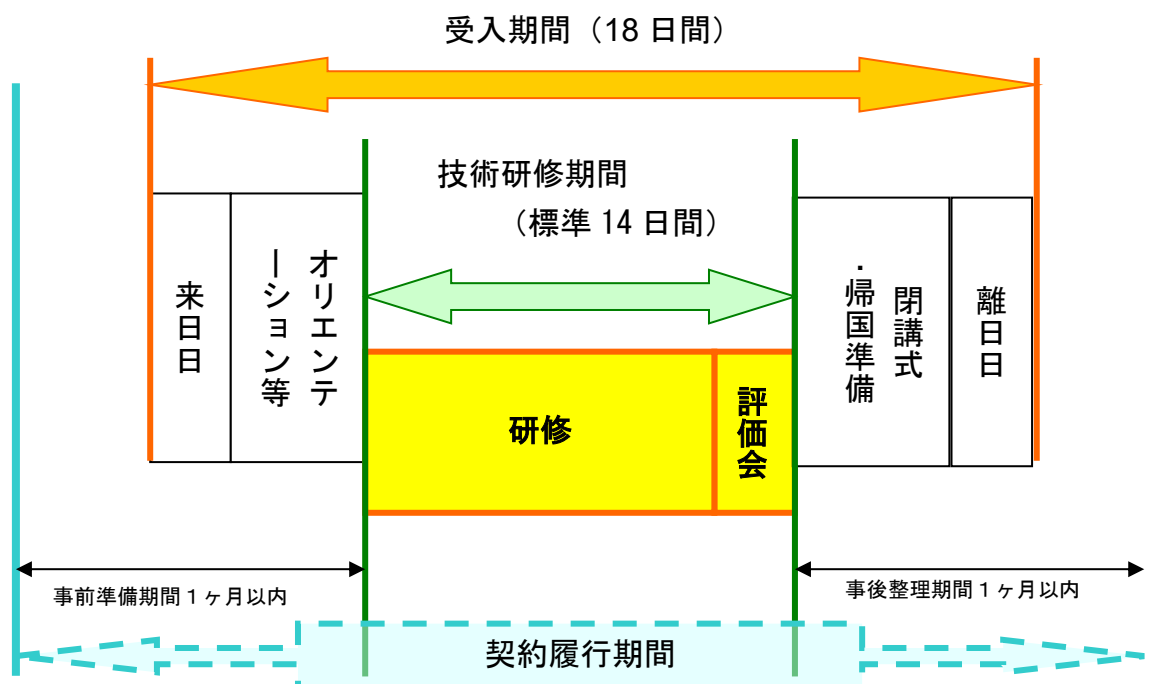 受入期間（18 日間）
技術研修期間
（標準 14 日間）
来日日
オリエンテ
ーション等
研修
評価会
閉講式
・帰国準備
離日日
事前準備期間１ヶ月以内
事後整理期間１ヶ月以内
契約履行期間